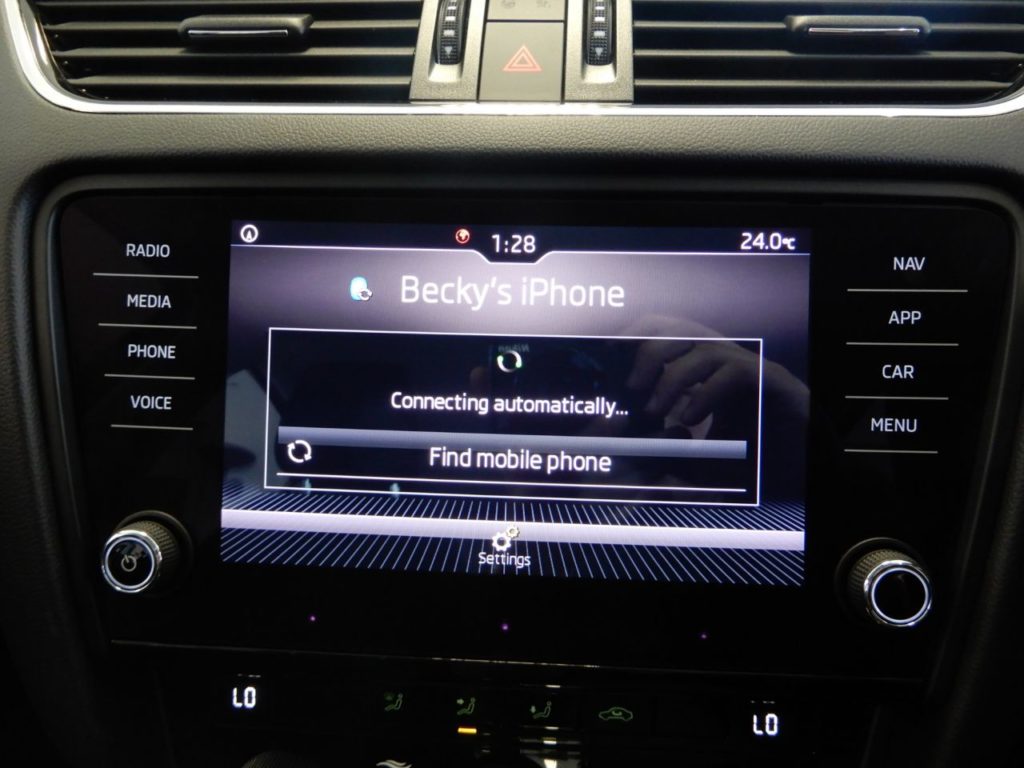 1:28
24.0°C
RADIO
MEDIA
PHONE
VOICE
Becky's iPhone
Connecting automatically...
Find mobile phone
Settings
NAV
APP
CAR
MENU
LO
LO